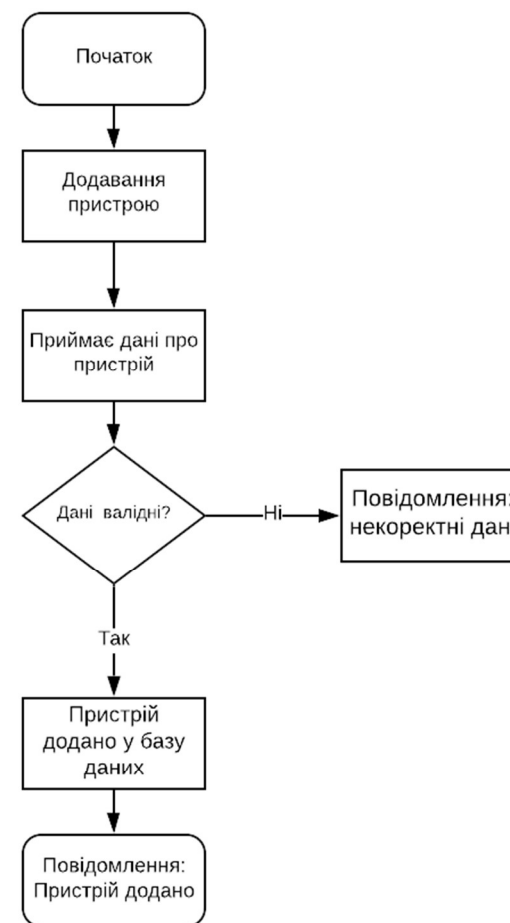 Початок
Додавання
пристрою
Приймає дані про
пристрій
Дані валідні?
Ні
Повідомлення:
некоректні дан
Так
Пристрій
додано у базу
даних
Повідомлення:
Пристрій додано